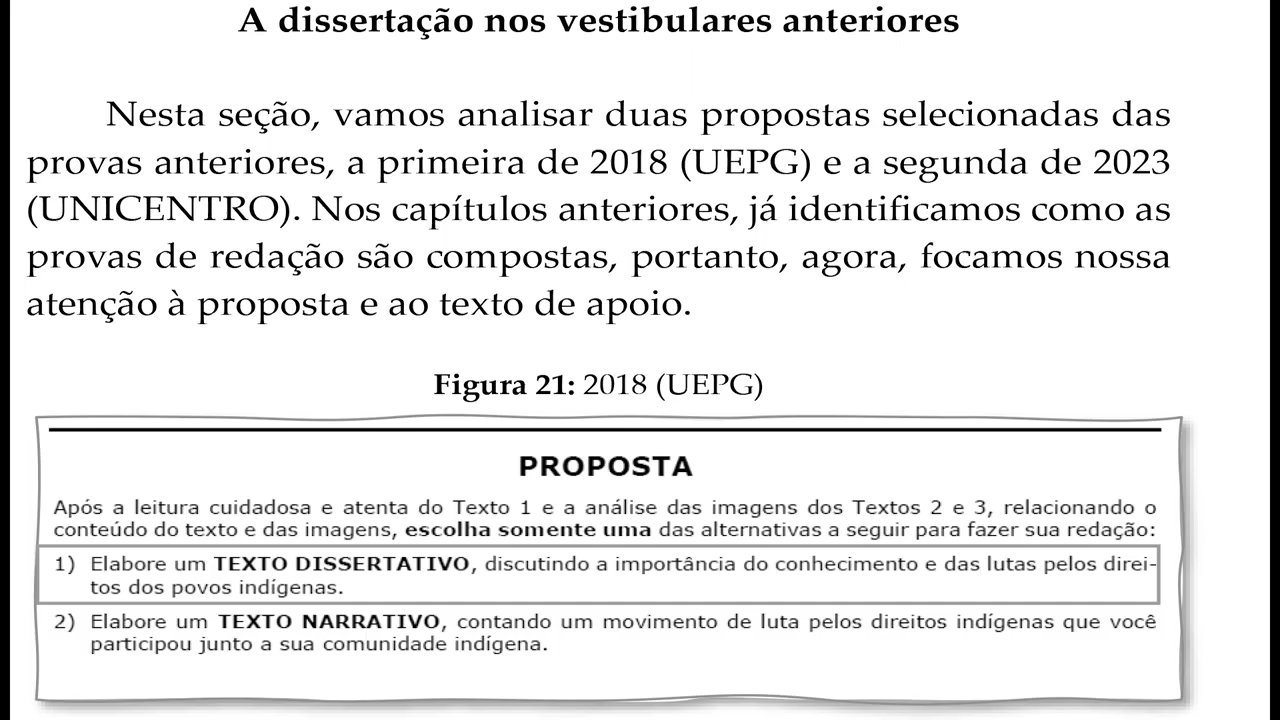 A dissertação nos vestibulares anteriores
Nesta seção, vamos analisar duas propostas selecionadas das
provas anteriores, a primeira de 2018 (UEPG) e a segunda de 2023
(UNICENTRO). Nos capítulos anteriores, já identificamos como as
provas de redação são compostas, portanto, agora, focamos nossa
atenção à proposta e ao texto de apoio.
Figura 21: 2018 (UEPG)
PROPOSTA
Após a leitura cuidadosa e atenta do Texto 1 e a análise das imagens dos Textos 2 e 3, relacionando o
conteúdo do texto e das imagens, escolha somente uma das alternativas a seguir para fazer sua redação:
1) Elabore um TEXTO DISSERTATIVO, discutindo a importância do conhecimento e das lutas pelos direi-
tos dos povos indígenas.
2) Elabore um TEXTO NARRATIVO, contando um movimento de luta pelos direitos indígenas que você
participou junto a sua comunidade indígena.